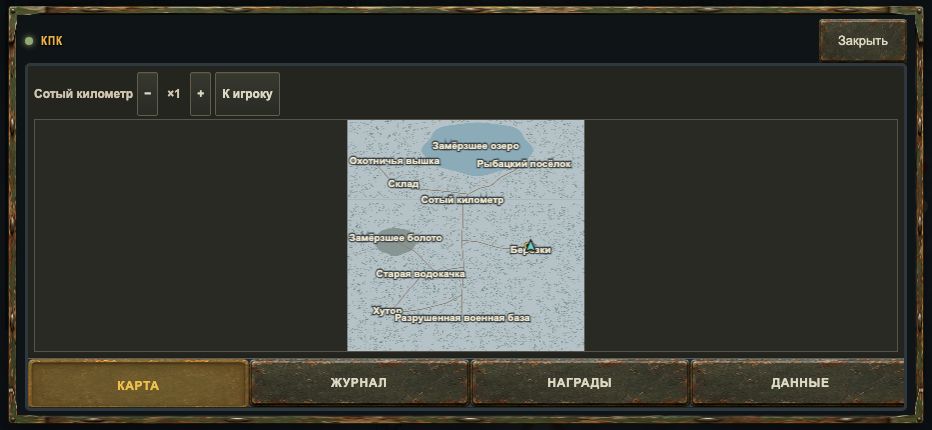 КПК
Закрыть
Сотый километр − ×1 + К игроку
Замёрзшее озеро
Охотничья вышка
Рыбацкий посёлок
Склад
Сотый километр
Замёрзшее болото
Берёзки
Старая водокачка
Хутор
Разрушенная военная база
КАРТА
ЖУРНАЛ
НАГРАДЫ
ДАННЫЕ